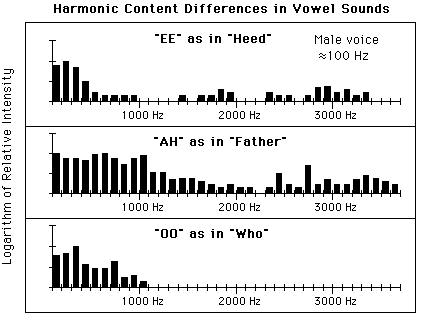 Harmonic Content Differences in Vowel Sounds
Logarithm of Relative Intensity
"EE" as in "Heed"
Male voice
≈100 Hz
1000 Hz 2000 Hz 3000 Hz
"AH" as in "Father"
1000 Hz 2000 Hz 3000 Hz
"OO" as in "Who"
1000 Hz 2000 Hz 3000 Hz